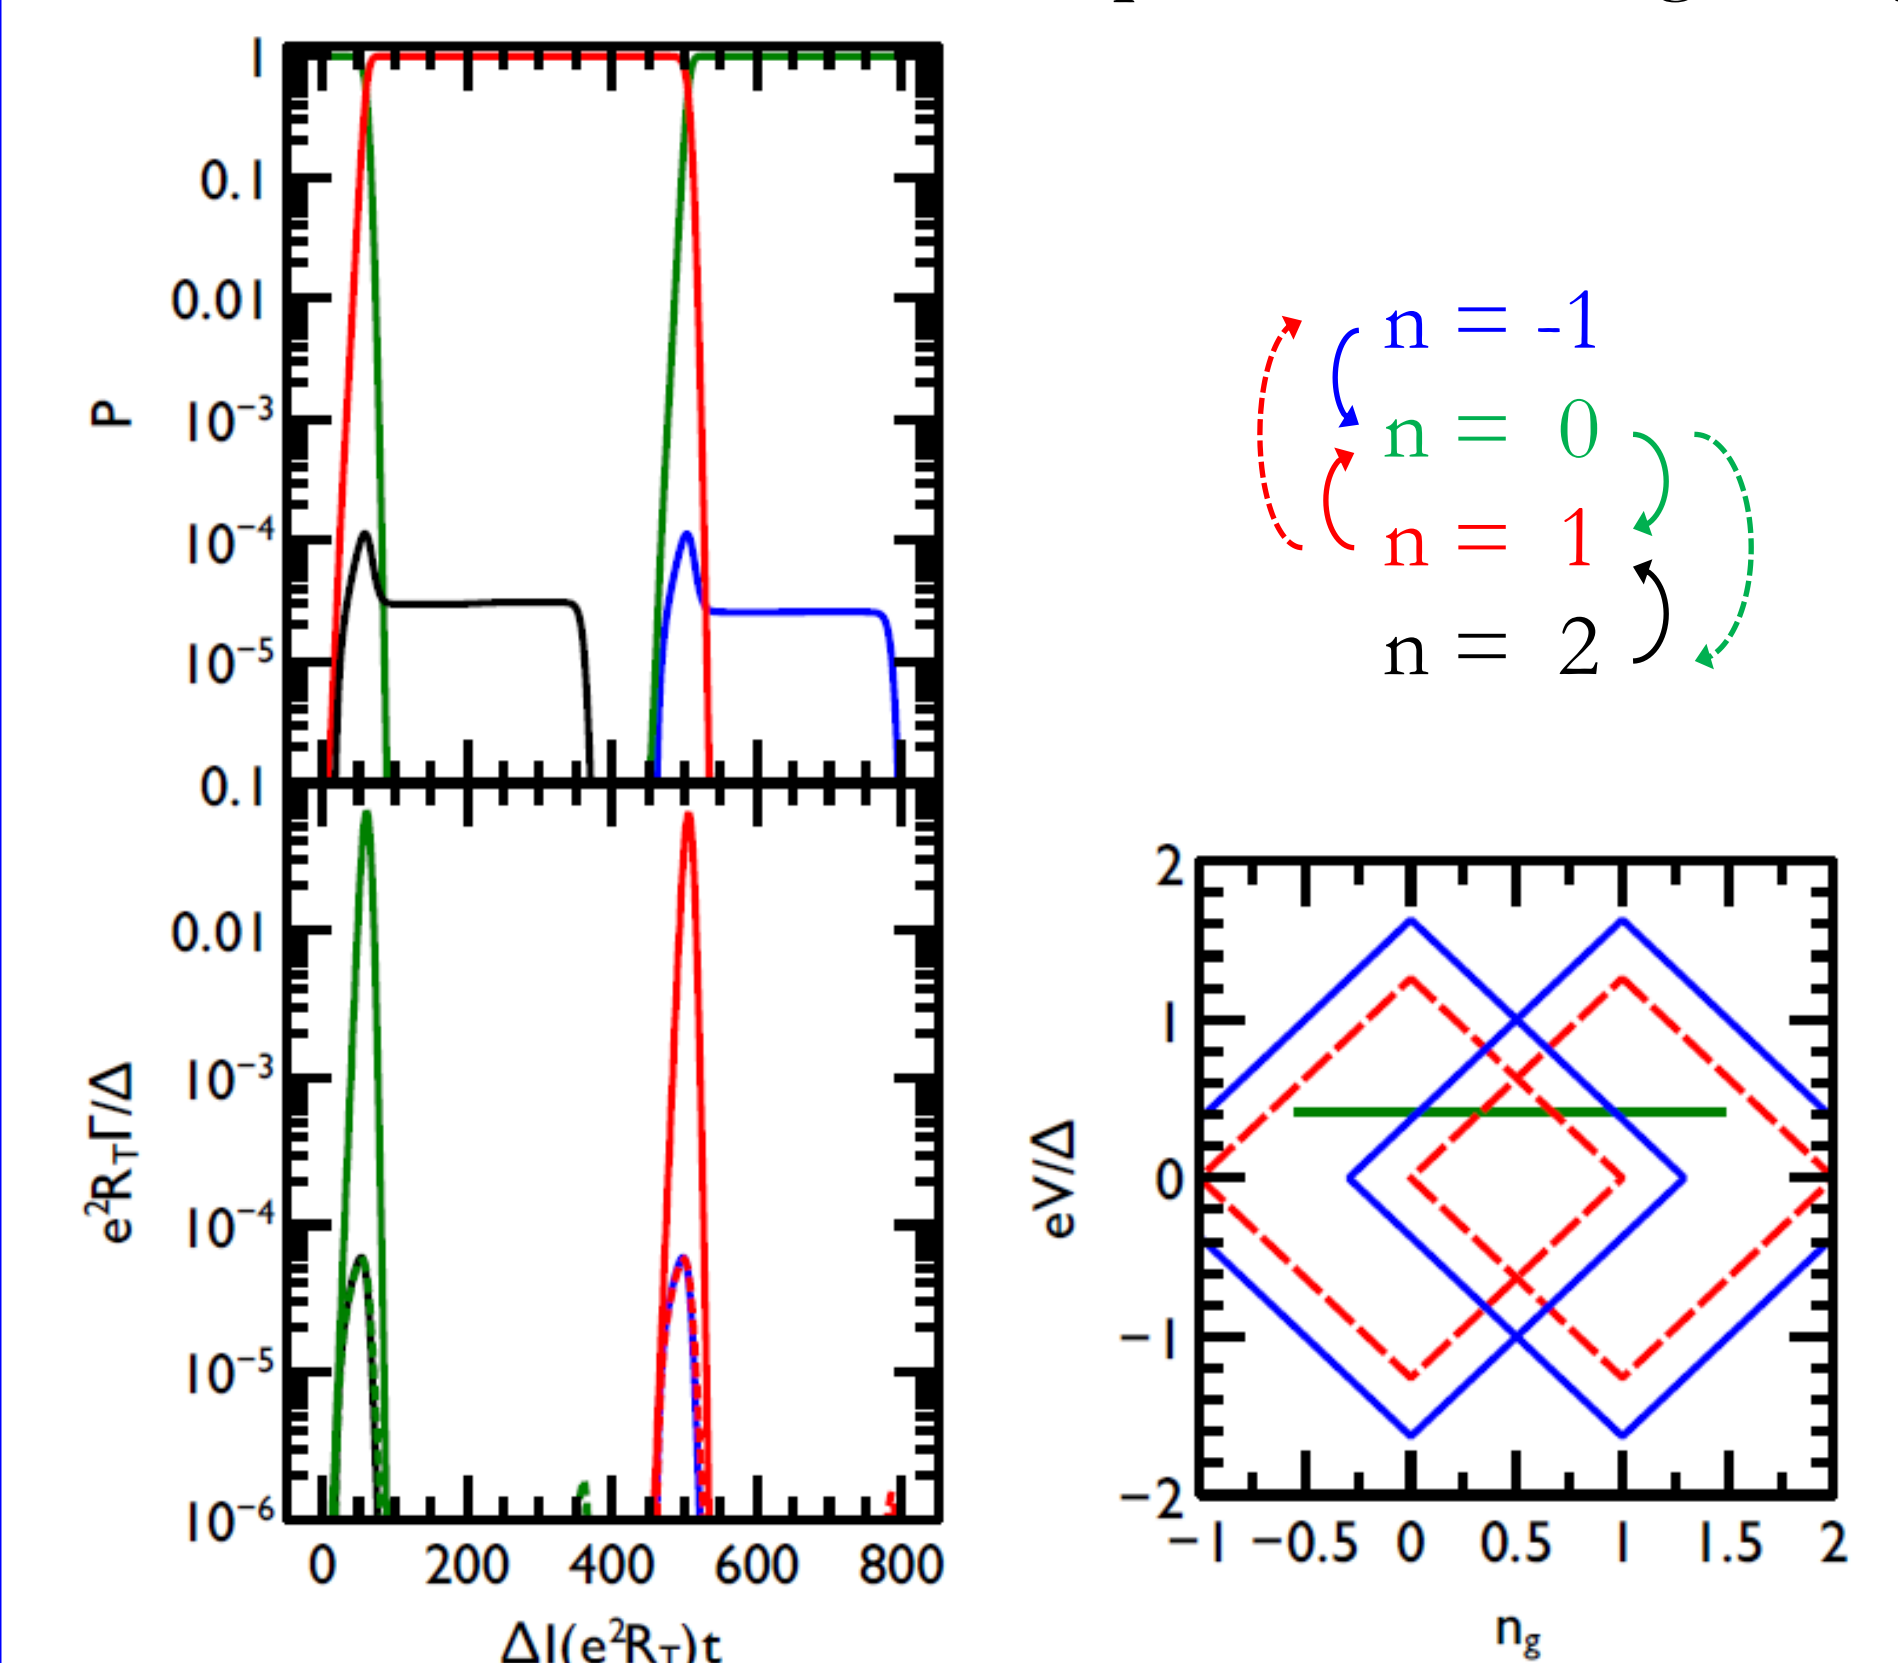 1
0.1
0.01
10⁻³
10⁻⁴
10⁻⁵
P
0.1
0.01
10⁻³
10⁻⁴
10⁻⁵
10⁻⁶
e²R_TΓ/Δ
0 200 400 600 800
ΔI(e²R_T)t
n = -1
n = 0
n = 1
n = 2
2
1
0
−1
−2
eV/Δ
−1 −0.5 0 0.5 1 1.5 2
n_g